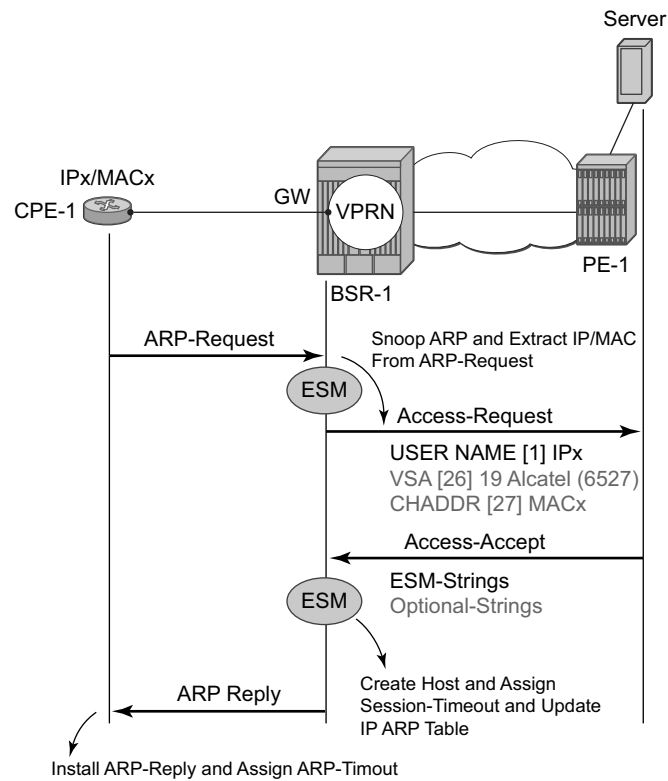 Server
IPx/MACx
CPE-1
GW
VPRN
PE-1
BSR-1
ARP-Request
Snoop ARP and Extract IP/MAC
From ARP-Request
ESM
Access-Request
USER NAME [1] IPx
VSA [26] 19 Alcatel (6527)
CHADDR [27] MACx
Access-Accept
ESM-Strings
Optional-Strings
ESM
Create Host and Assign
Session-Timeout and Update
IP ARP Table
ARP Reply
Install ARP-Reply and Assign ARP-Timout